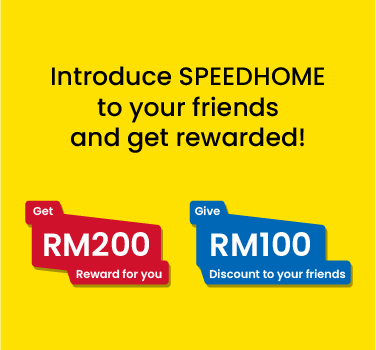 Introduce SPEEDHOME
to your friends
and get rewarded!
Get
RM200
Reward for you
Give
RM100
Discount to your friends